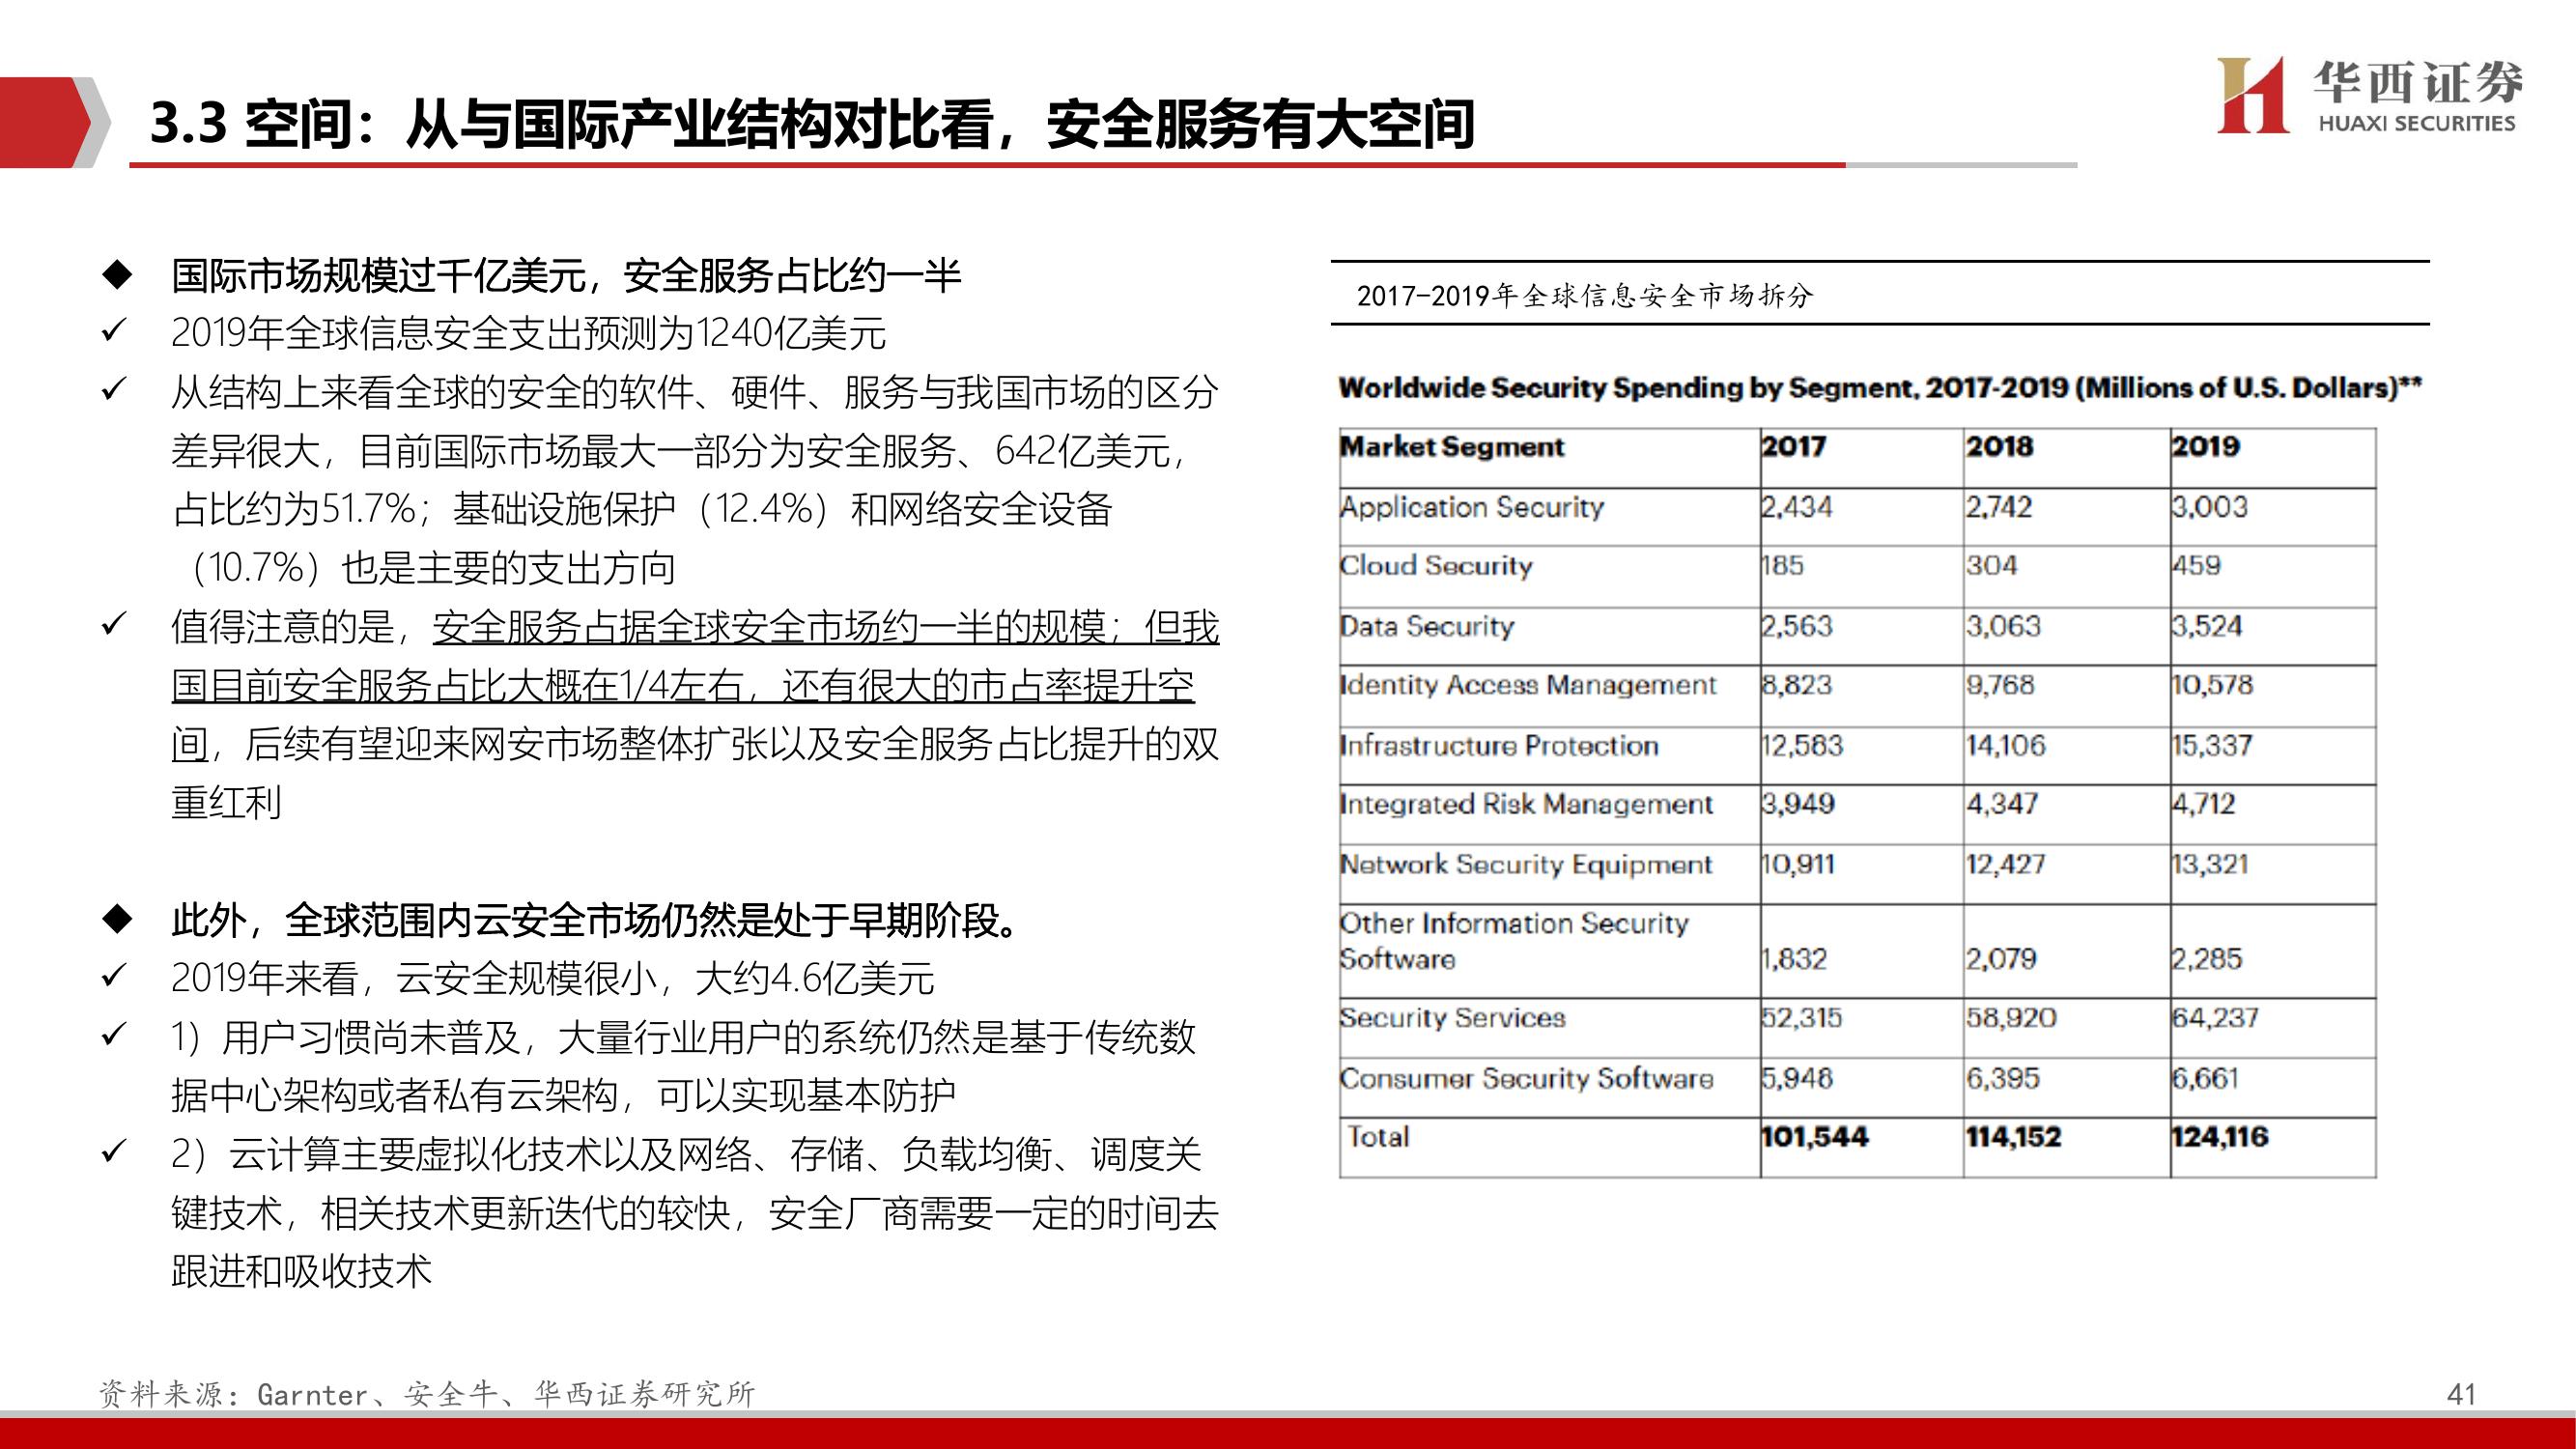 3.3 空间：从与国际产业结构对比看，安全服务有大空间
华西证券
HUAXI SECURITIES
◆ 国际市场规模过千亿美元，安全服务占比约一半
✓ 2019年全球信息安全支出预测为1240亿美元
✓ 从结构上来看全球的安全的软件、硬件、服务与我国市场的区分
差异很大，目前国际市场最大一部分为安全服务、642亿美元，
占比约为51.7%；基础设施保护（12.4%）和网络安全设备
（10.7%）也是主要的支出方向
✓ 值得注意的是，安全服务占据全球安全市场约一半的规模；但我
国目前安全服务占比大概在1/4左右，还有很大的市占率提升空
间，后续有望迎来网安市场整体扩张以及安全服务占比提升的双
重红利
◆ 此外，全球范围内云安全市场仍然是处于早期阶段。
✓ 2019年来看，云安全规模很小，大约4.6亿美元
✓ 1）用户习惯尚未普及，大量行业用户的系统仍然是基于传统数
据中心架构或者私有云架构，可以实现基本防护
✓ 2）云计算主要虚拟化技术以及网络、存储、负载均衡、调度关
键技术，相关技术更新迭代的较快，安全厂商需要一定的时间去
跟进和吸收技术
2017-2019年全球信息安全市场拆分
Worldwide Security Spending by Segment, 2017-2019 (Millions of U.S. Dollars)**
Market Segment 2017 2018 2019
Application Security 2,434 2,742 3,003
Cloud Security 185 304 459
Data Security 2,563 3,063 3,524
Identity Access Management 8,823 9,768 10,578
Infrastructure Protection 12,583 14,106 15,337
Integrated Risk Management 3,949 4,347 4,712
Network Security Equipment 10,911 12,427 13,321
Other Information Security
Software 1,832 2,079 2,285
Security Services 52,315 58,920 64,237
Consumer Security Software 5,948 6,395 6,661
Total 101,544 114,152 124,116
资料来源：Garnter、安全牛、华西证券研究所
41